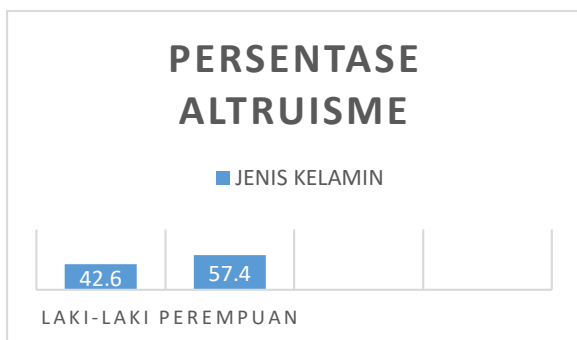 PERSENTASE
ALTRUISME
JENIS KELAMIN
42.6 57.4
LAKI-LAKI PEREMPUAN